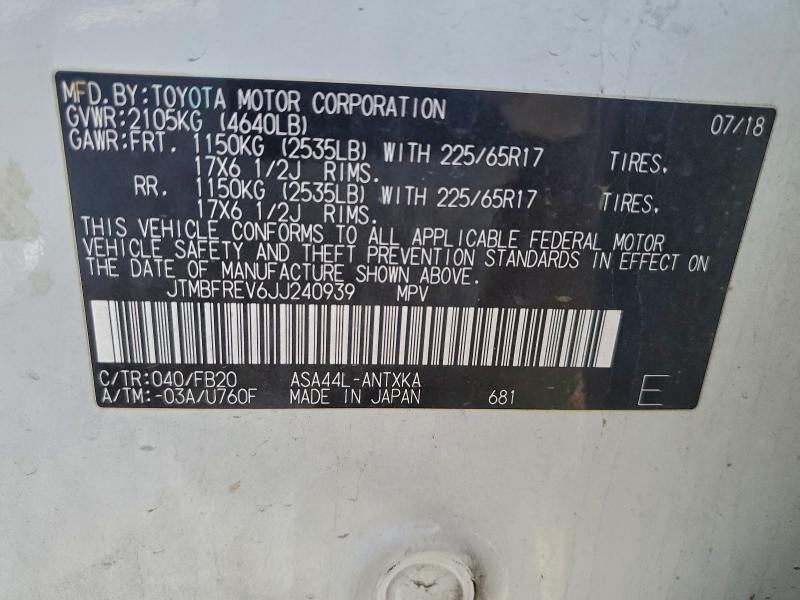 MFD. BY: TOYOTA MOTOR CORPORATION 07/18
GVWR: 2105KG (4640LB)
GAWR: FRT. 1150KG (2535LB) WITH 225/65R17 TIRES.
17X6 1/2J RIMS.
RR. 1150KG (2535LB) WITH 225/65R17 TIRES.
17X6 1/2J RIMS.
THIS VEHICLE CONFORMS TO ALL APPLICABLE FEDERAL MOTOR
VEHICLE SAFETY AND THEFT PREVENTION STANDARDS IN EFFECT ON
THE DATE OF MANUFACTURE SHOWN ABOVE.
JTMBFREV6JJ240939 MPV
C/TR: 040/FB20 ASA44L-ANTXKA
A/TM: -03A/U760F MADE IN JAPAN 681 E